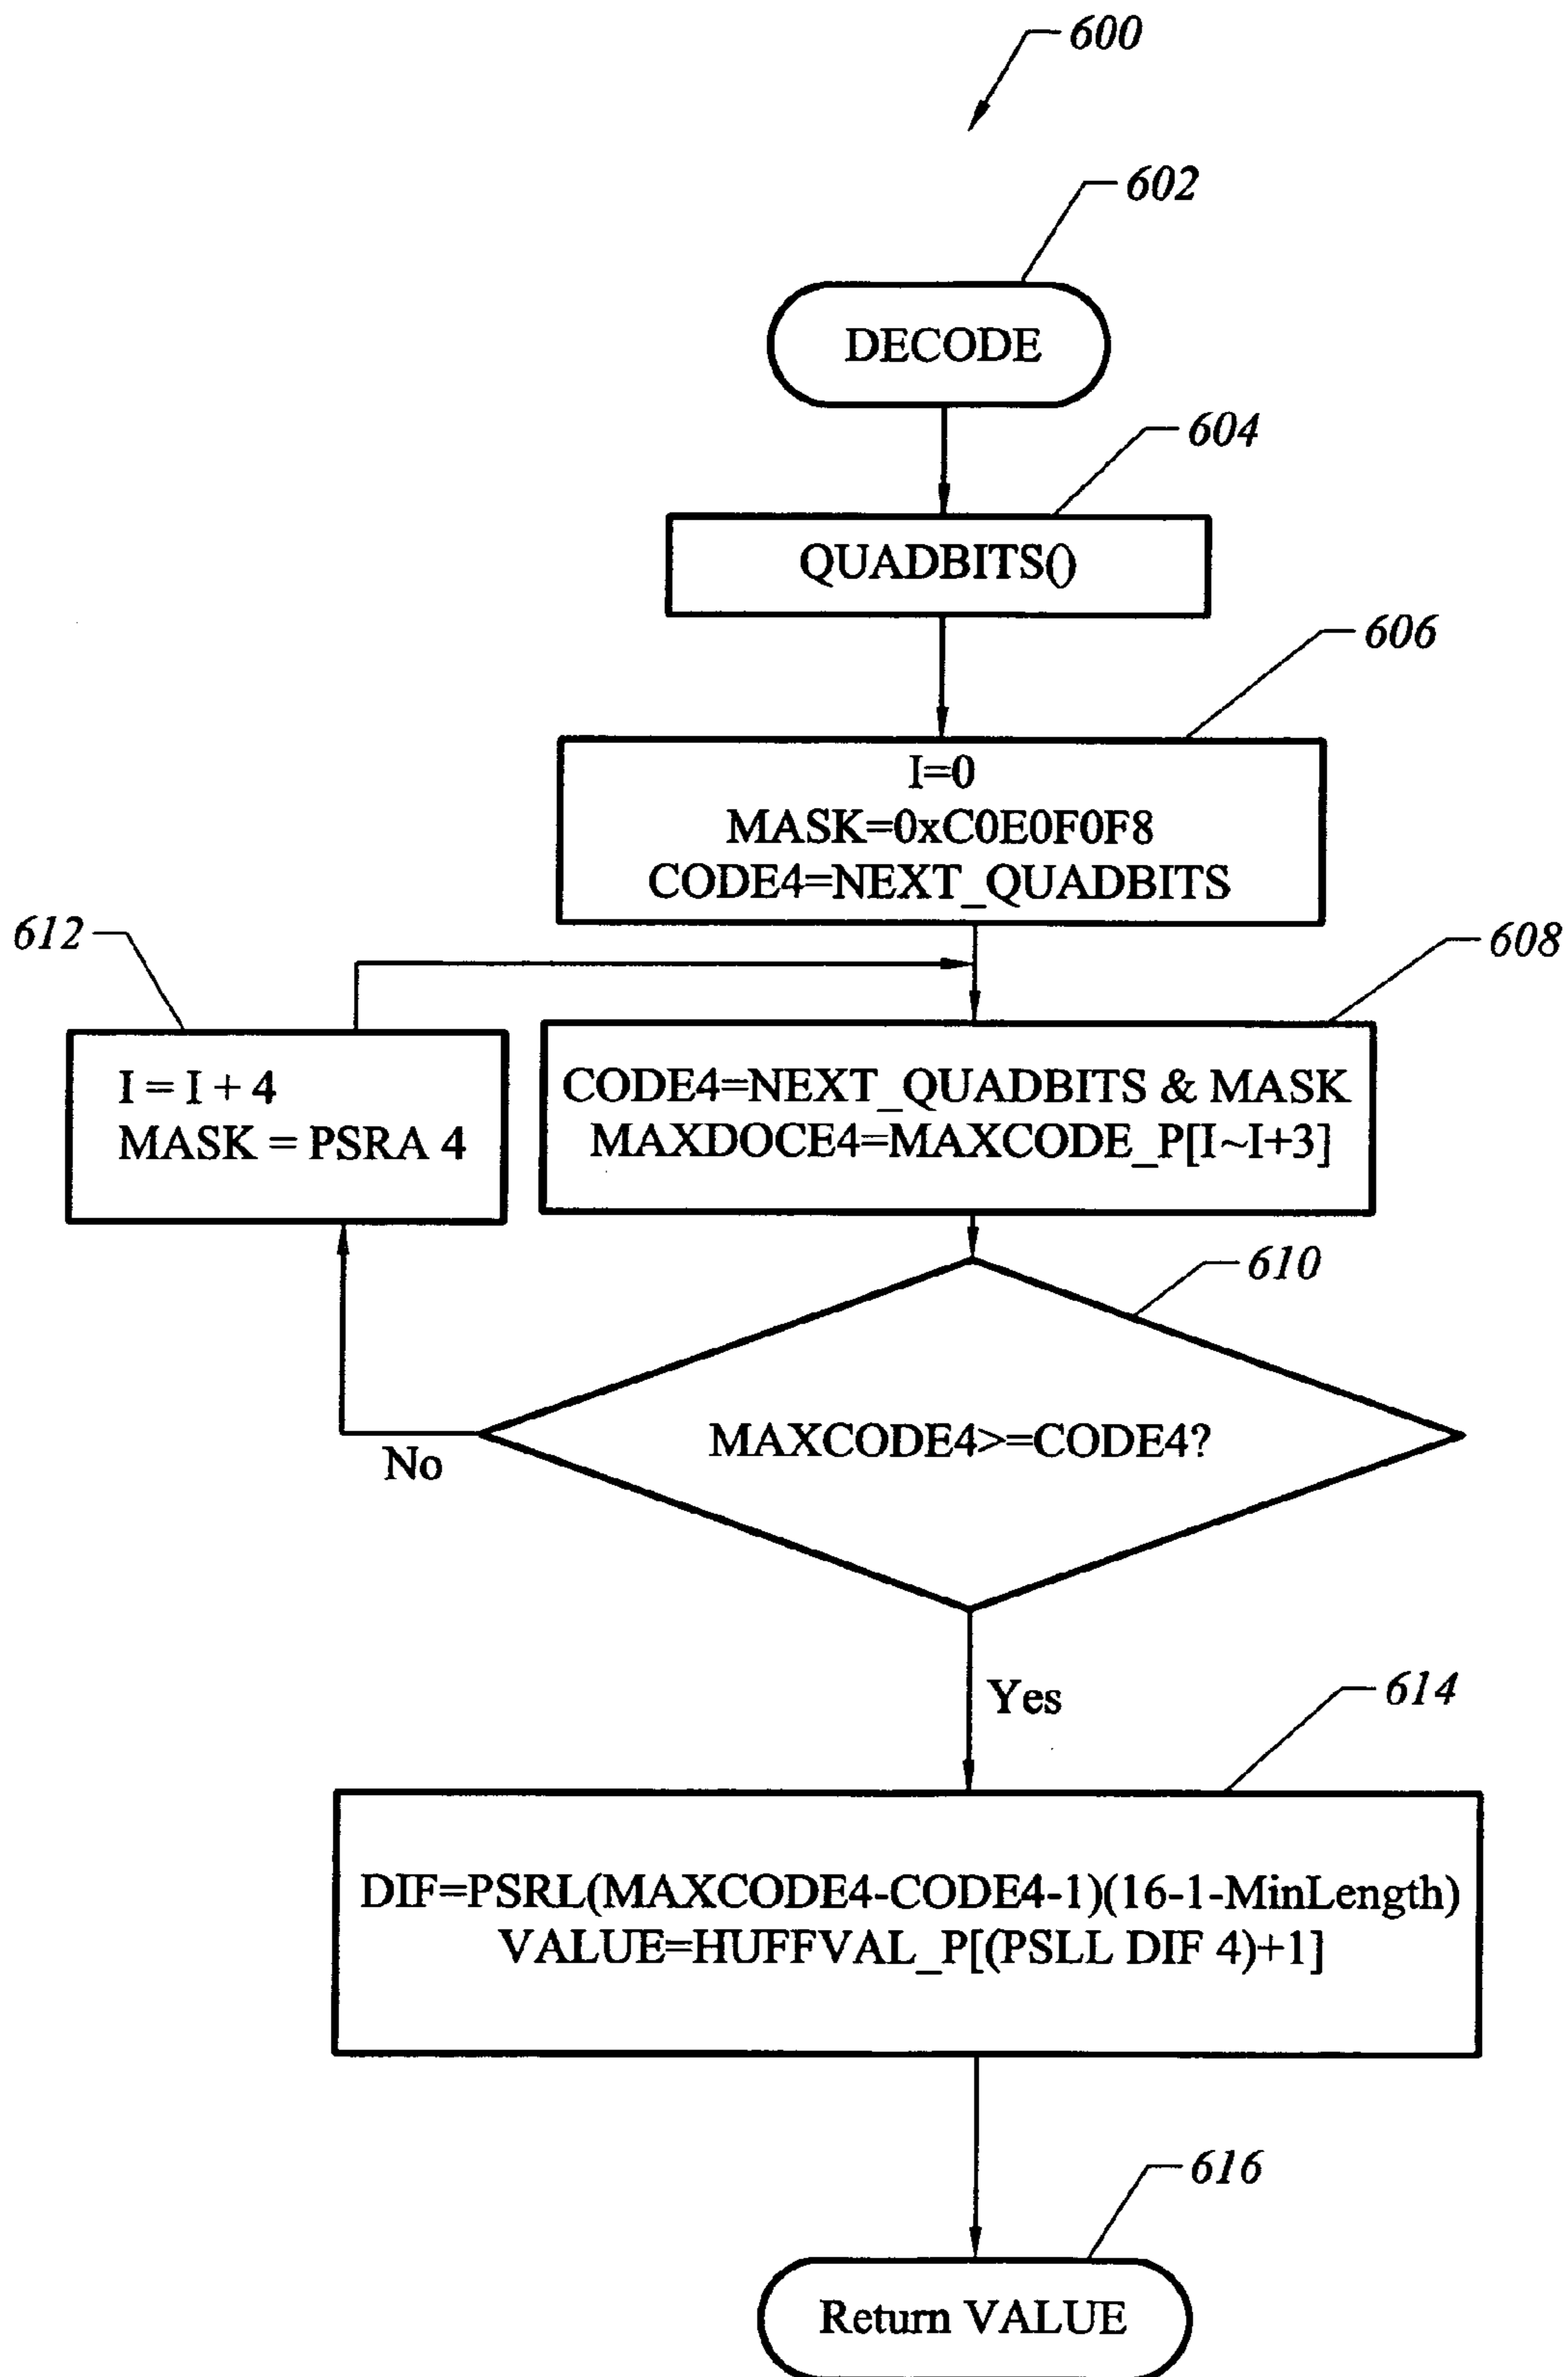 600
602
DECODE
604
QUADBITS()
606
I=0
MASK=0xC0E0F0F8
CODE4=NEXT_QUADBITS
612
608
I = I + 4
MASK = PSRA 4
CODE4=NEXT_QUADBITS & MASK
MAXDOCE4=MAXCODE_P[I~I+3]
610
MAXCODE4>=CODE4?
No
Yes
614
DIF=PSRL(MAXCODE4-CODE4-1)(16-1-MinLength)
VALUE=HUFFVAL_P[(PSLL DIF 4)+1]
616
Return VALUE